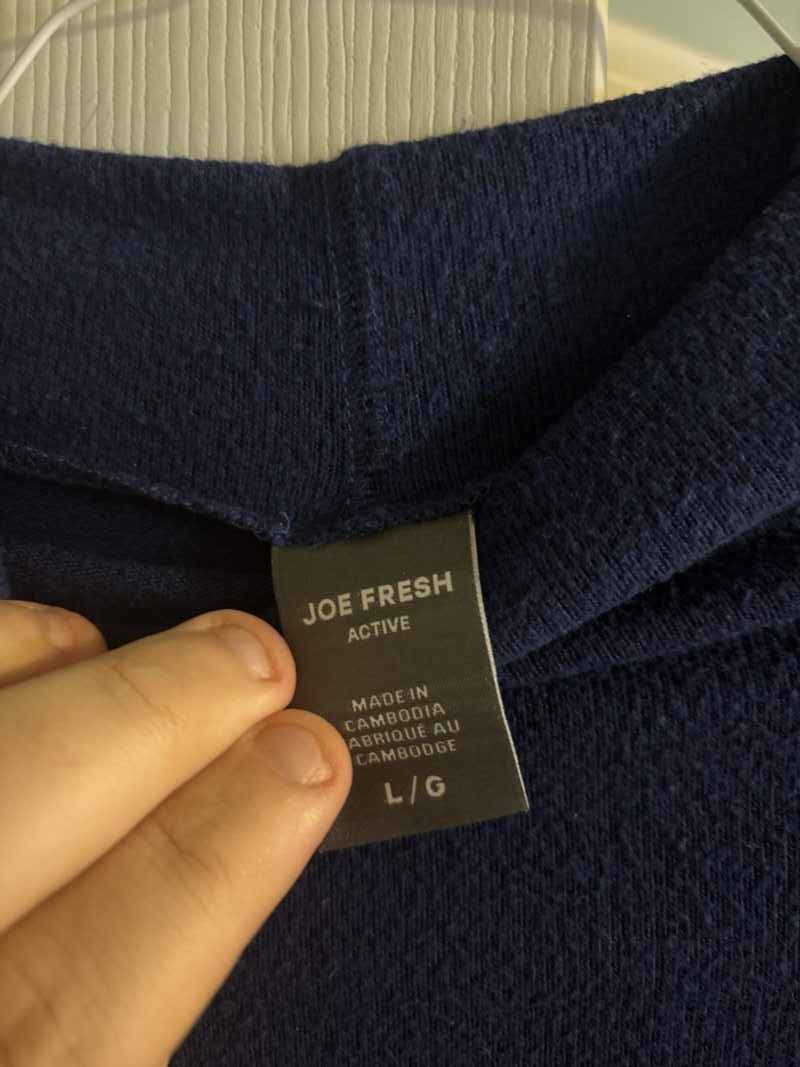 JOE FRESH
ACTIVE
MADE IN
CAMBODIA
ABRIQUÉ AU
CAMBODGE
L/G